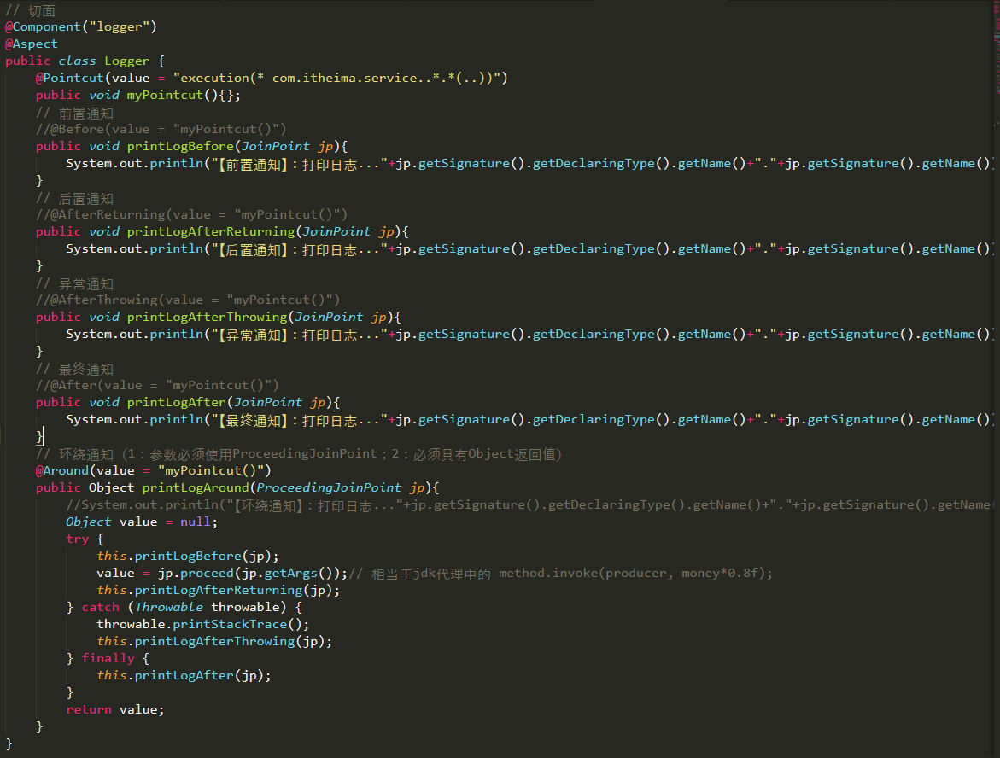 // 切面
@Component("logger")
@Aspect
public class Logger {
    @Pointcut(value = "execution(* com.itheima.service..*.*(..))")
    public void myPointcut(){};
    // 前置通知
    //@Before(value = "myPointcut()")
    public void printLogBefore(JoinPoint jp){
        System.out.println("【前置通知】：打印日志..."+jp.getSignature().getDeclaringType().getName()+"."+jp.getSignature().getName())
    }
    // 后置通知
    //@AfterReturning(value = "myPointcut()")
    public void printLogAfterReturning(JoinPoint jp){
        System.out.println("【后置通知】：打印日志..."+jp.getSignature().getDeclaringType().getName()+"."+jp.getSignature().getName())
    }
    // 异常通知
    //@AfterThrowing(value = "myPointcut()")
    public void printLogAfterThrowing(JoinPoint jp){
        System.out.println("【异常通知】：打印日志..."+jp.getSignature().getDeclaringType().getName()+"."+jp.getSignature().getName())
    }
    // 最终通知
    //@After(value = "myPointcut()")
    public void printLogAfter(JoinPoint jp){
        System.out.println("【最终通知】：打印日志..."+jp.getSignature().getDeclaringType().getName()+"."+jp.getSignature().getName())
    }
    // 环绕通知（1：参数必须使用ProceedingJoinPoint；2：必须具有Object返回值）
    @Around(value = "myPointcut()")
    public Object printLogAround(ProceedingJoinPoint jp){
        //System.out.println("【环绕通知】：打印日志..."+jp.getSignature().getDeclaringType().getName()+"."+jp.getSignature().getName(
        Object value = null;
        try {
            this.printLogBefore(jp);
            value = jp.proceed(jp.getArgs());// 相当于jdk代理中的 method.invoke(producer, money*0.8f);
            this.printLogAfterReturning(jp);
        } catch (Throwable throwable) {
            throwable.printStackTrace();
            this.printLogAfterThrowing(jp);
        } finally {
            this.printLogAfter(jp);
        }
        return value;
    }
}